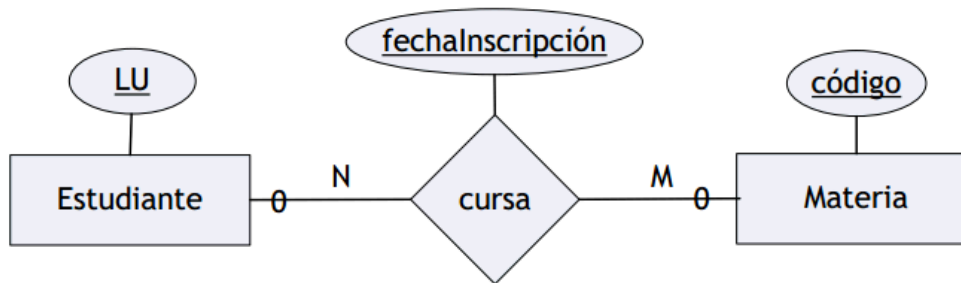 fechaInscripción
LU
código
Estudiante
0
N
cursa
M
0
Materia